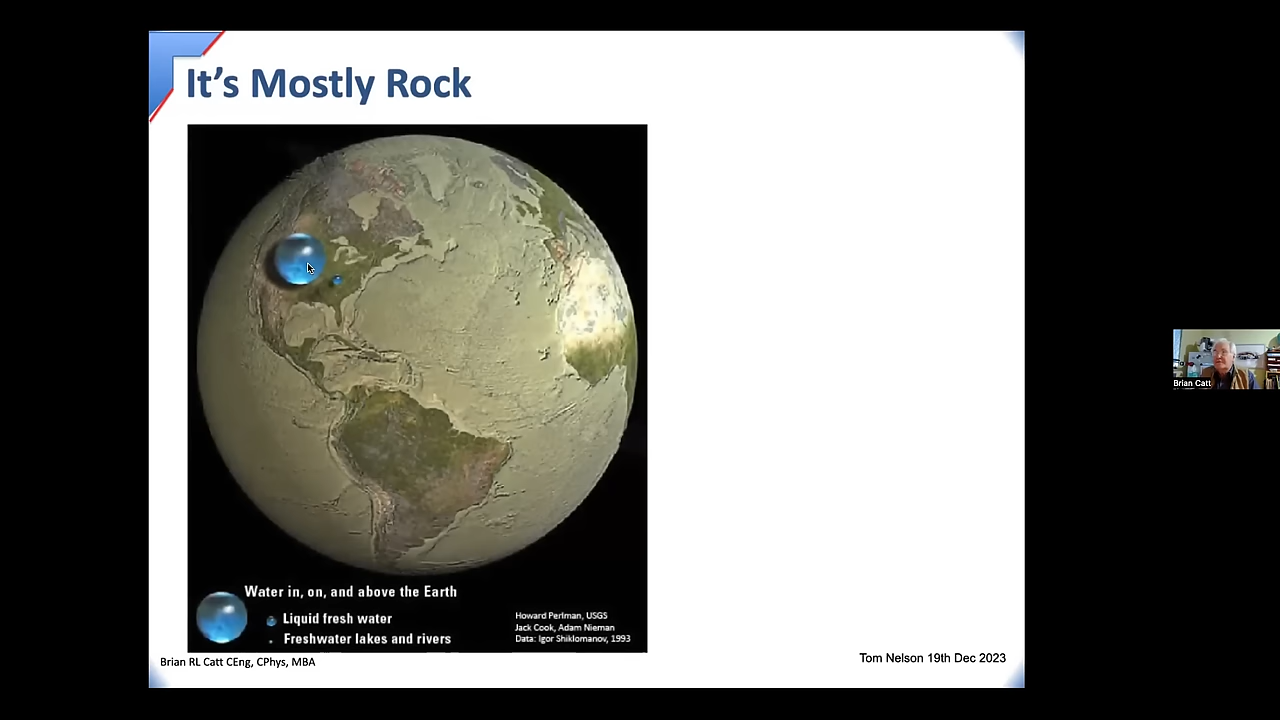 It's Mostly Rock
Water in, on, and above the Earth
Liquid fresh water
Freshwater lakes and rivers
Howard Perlman, USGS
Jack Cook, Adam Nieman
Data: Igor Shiklomanov, 1993
Brian RL Catt CEng, CPhys, MBA
Tom Nelson 19th Dec 2023
Brian Catt